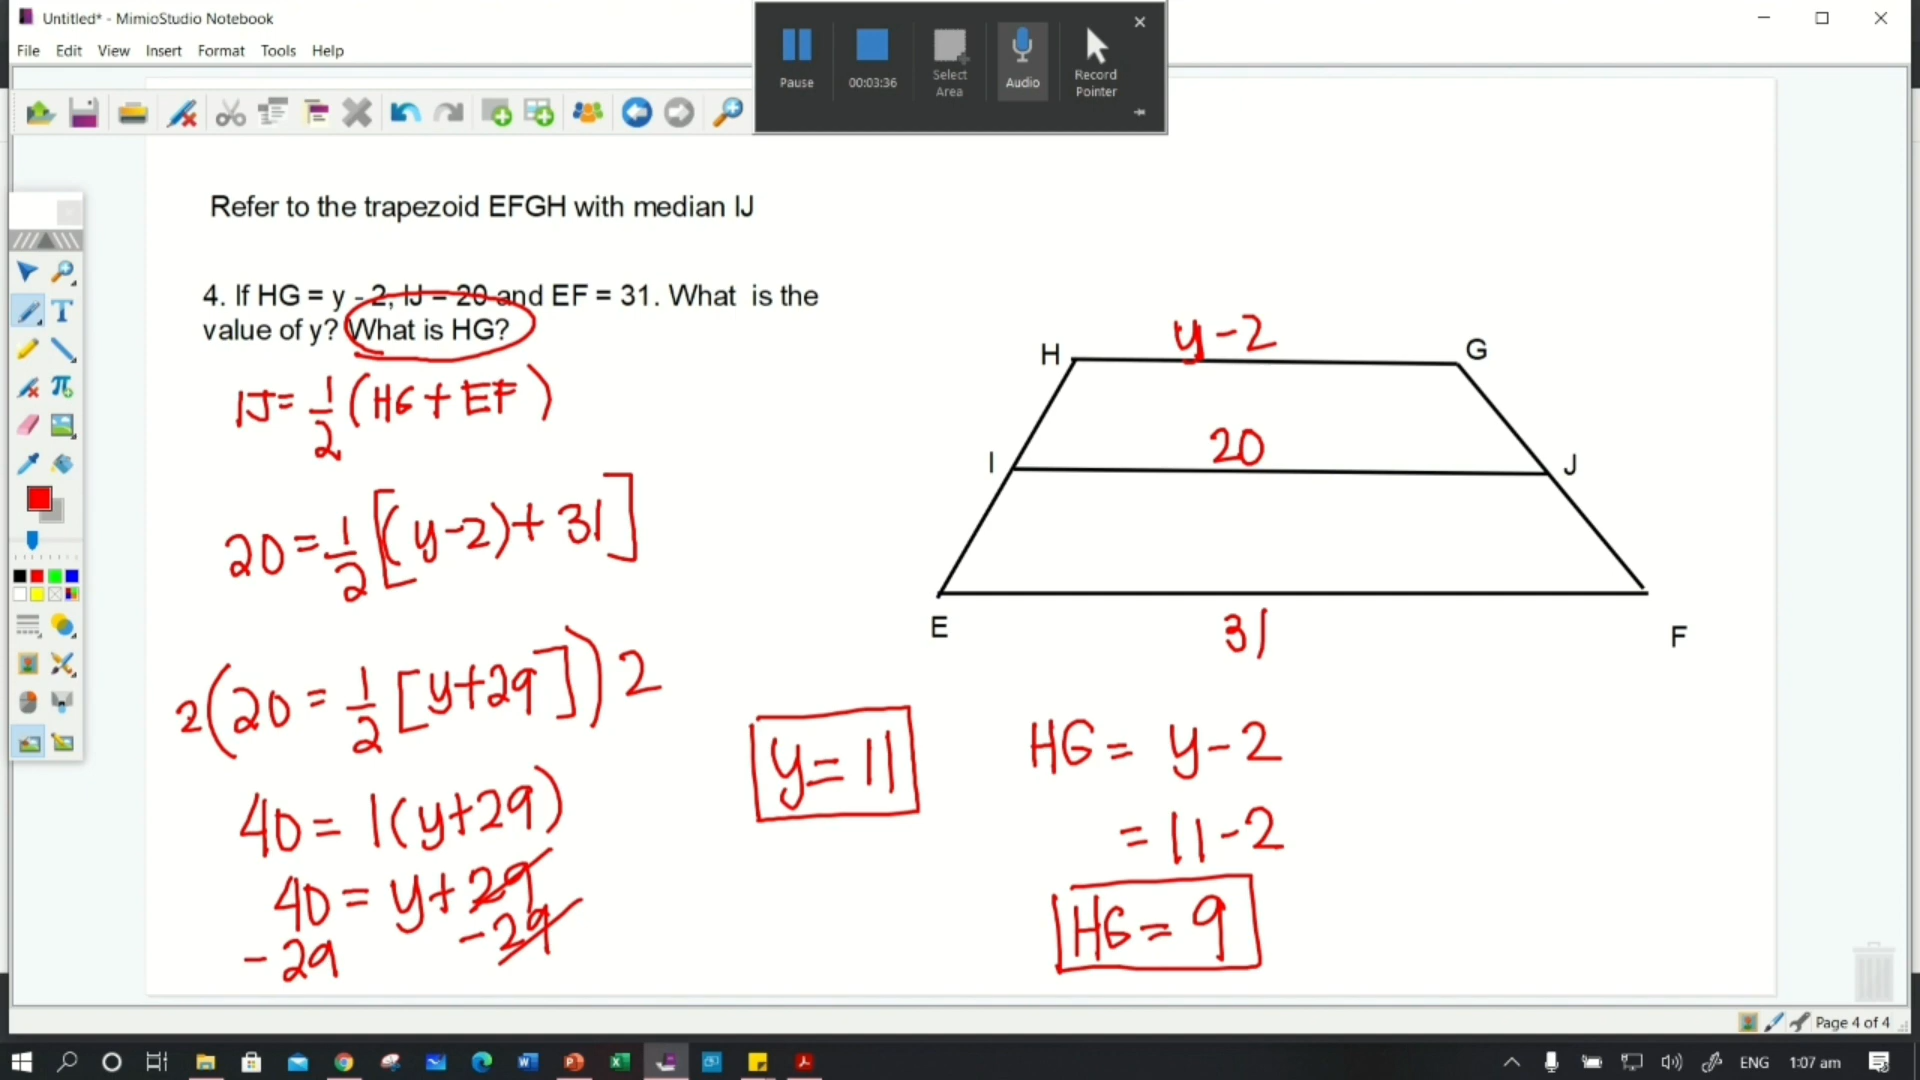 Untitled* - MimioStudio Notebook
File Edit View Insert Format Tools Help
Pause
00:03:36
Select Area
Audio
Record Pointer
Refer to the trapezoid EFGH with median IJ
4. If HG = y - 2, IJ = 20 and EF = 31. What is the
value of y? What is HG?
IJ = 1/2 (HG + EF)
20 = 1/2 [(y-2) + 31]
2(20 = 1/2 [y+29])2
40 = 1(y+29)
40 = y+29
-29 -29
y = 11
H y-2 G
I 20 J
E 31 F
HG = y-2
= 11-2
HG = 9
Page 4 of 4
ENG 1:07 am